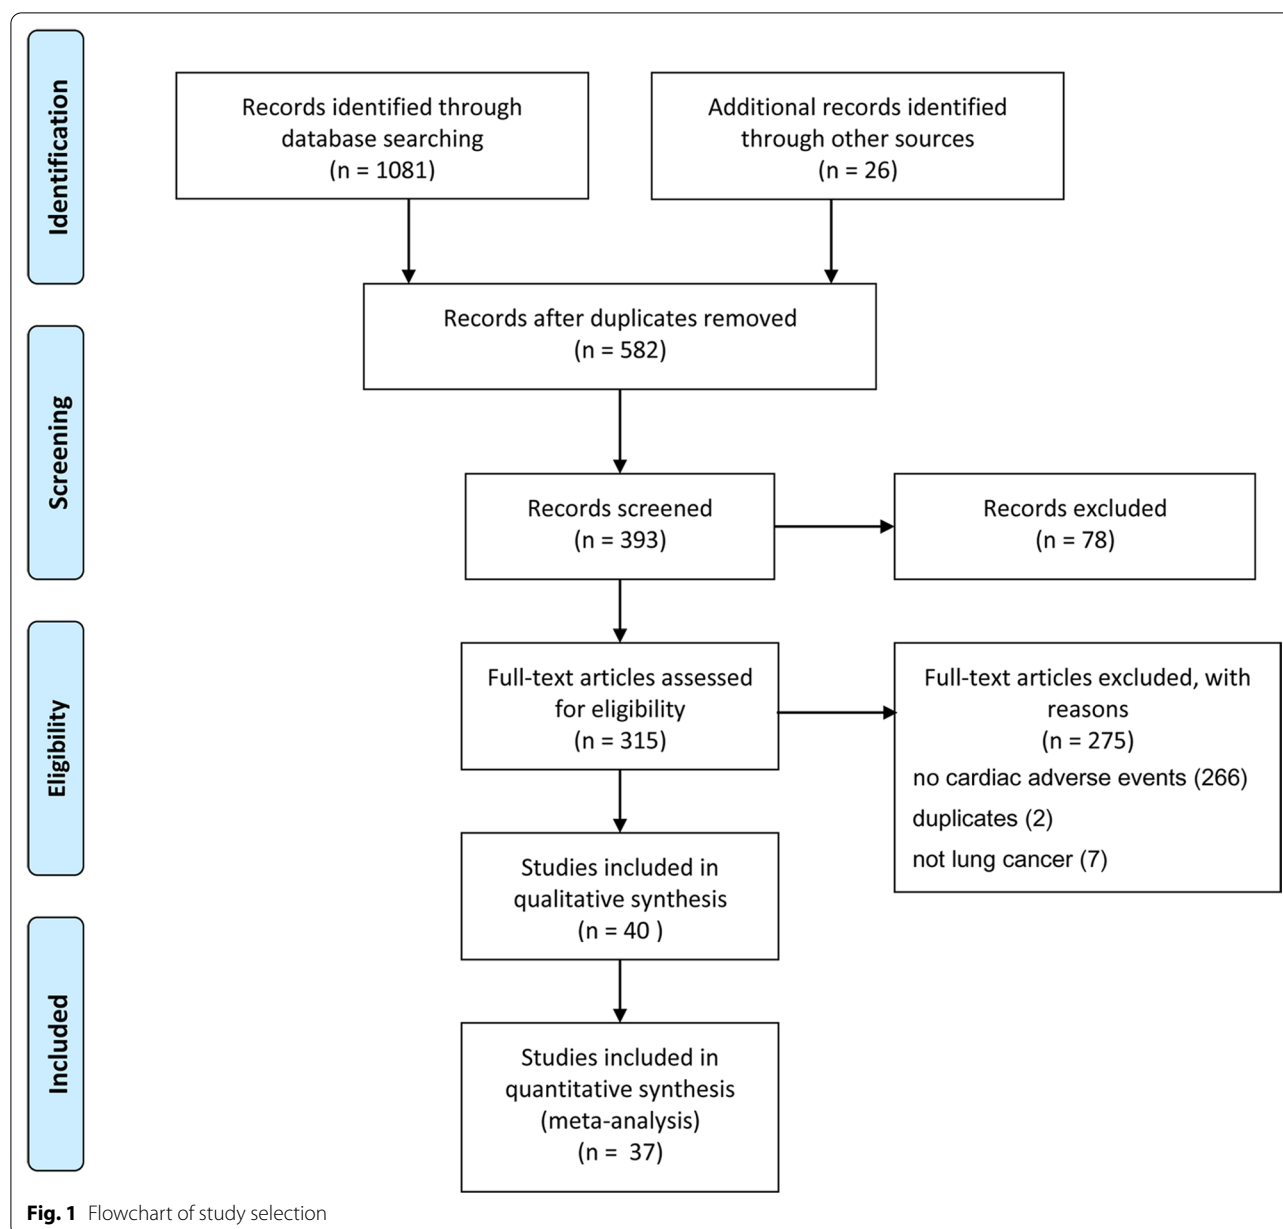 Identification
Records identified through
database searching
(n = 1081)
Additional records identified
through other sources
(n = 26)
Records after duplicates removed
(n = 582)
Screening
Records screened
(n = 393)
Records excluded
(n = 78)
Eligibility
Full-text articles assessed
for eligibility
(n = 315)
Full-text articles excluded, with
reasons
(n = 275)
no cardiac adverse events (266)
duplicates (2)
not lung cancer (7)
Studies included in
qualitative synthesis
(n = 40 )
Included
Studies included in
quantitative synthesis
(meta-analysis)
(n = 37)
Fig. 1 Flowchart of study selection